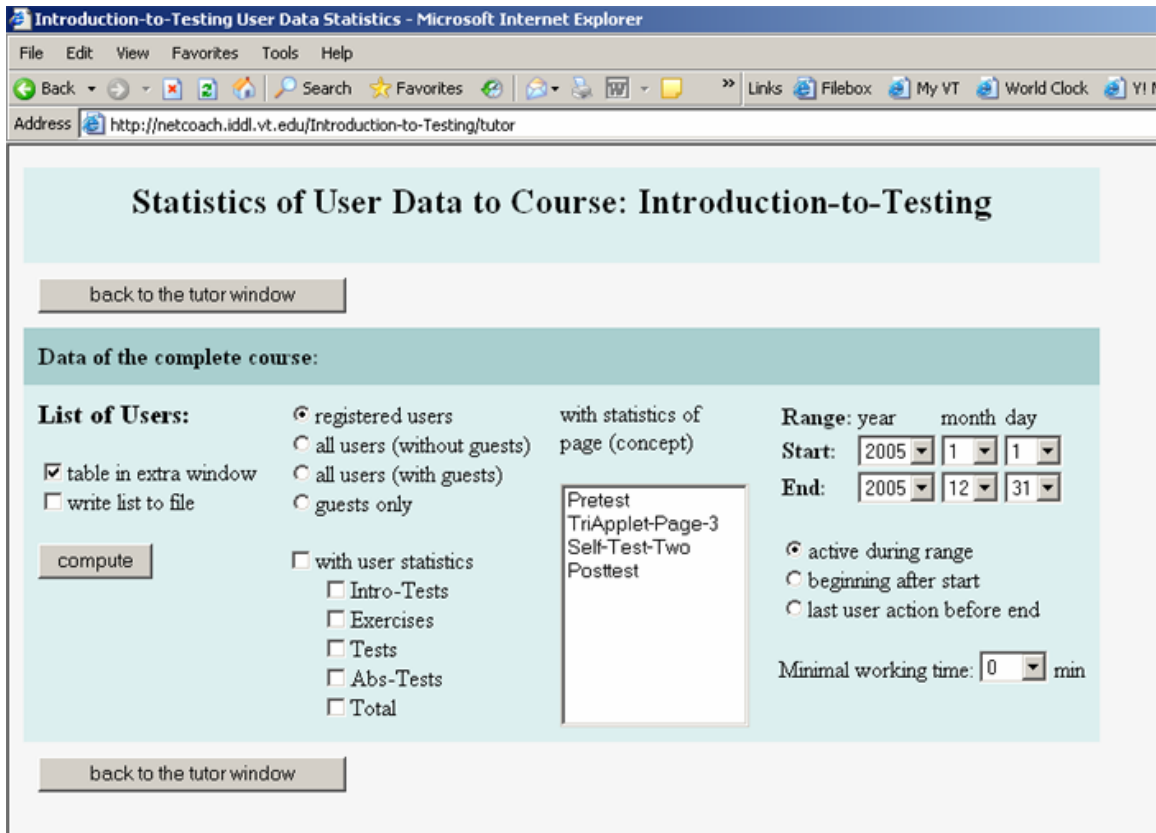 Introduction-to-Testing User Data Statistics - Microsoft Internet Explorer
File Edit View Favorites Tools Help
Back Search Favorites » Links Filebox My VT World Clock Y!
Address http://netcoach.iddl.vt.edu/Introduction-to-Testing/tutor
Statistics of User Data to Course: Introduction-to-Testing
back to the tutor window
Data of the complete course:
List of Users:
table in extra window
write list to file
compute
registered users
all users (without guests)
all users (with guests)
guests only
with user statistics
Intro-Tests
Exercises
Tests
Abs-Tests
Total
with statistics of
page (concept)
Pretest
TriApplet-Page-3
Self-Test-Two
Posttest
Range: year month day
Start: 2005 1 1
End: 2005 12 31
active during range
beginning after start
last user action before end
Minimal working time: 0 min
back to the tutor window